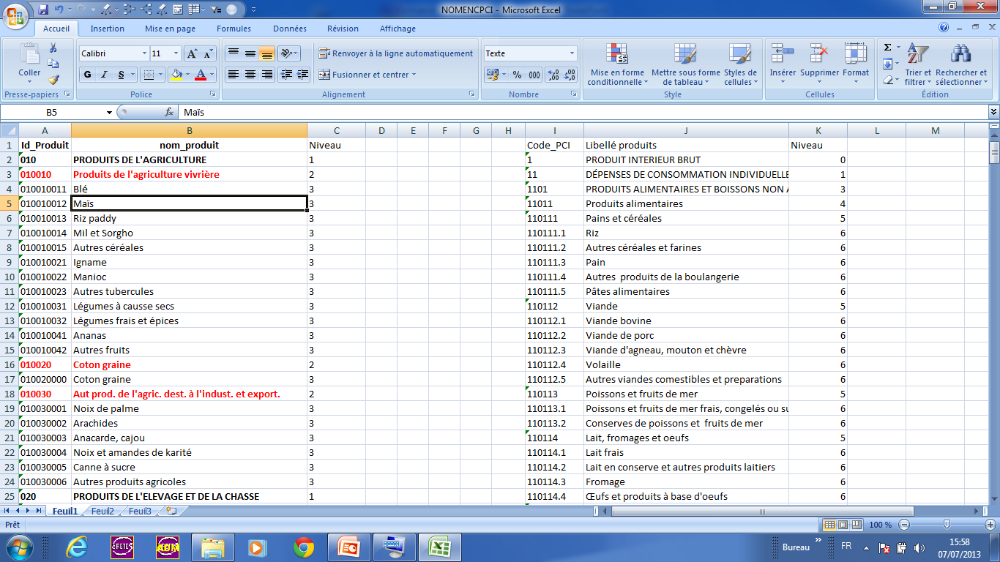 NOMENCPCI - Microsoft Excel
Accueil Insertion Mise en page Formules Données Révision Affichage
Coller
Presse-papiers
Calibri 11
G I S
Police
Renvoyer à la ligne automatiquement
Fusionner et centrer
Alignement
Texte
% 000
Nombre
Mise en forme conditionnelle
Mettre sous forme de tableau
Styles de cellules
Style
Insérer Supprimer Format
Cellules
Trier et filtrer
Rechercher et sélectionner
Édition
B5 fx Maïs
A B C D E F G H I J K L M
1 Id_Produit nom_produit Niveau Code_PCI Libellé produits Niveau
2 010 PRODUITS DE L'AGRICULTURE 1 1 PRODUIT INTERIEUR BRUT 0
3 010010 Produits de l'agriculture vivrière 2 11 DÉPENSES DE CONSOMMATION INDIVIDUELLE 1
4 010010011 Blé 3 1101 PRODUITS ALIMENTAIRES ET BOISSONS NON 3
5 010010012 Maïs 3 11011 Produits alimentaires 4
6 010010013 Riz paddy 3 110111 Pains et céréales 5
7 010010014 Mil et Sorgho 3 110111.1 Riz 6
8 010010015 Autres céréales 3 110111.2 Autres céréales et farines 6
9 010010021 Igname 3 110111.3 Pain 6
10 010010022 Manioc 3 110111.4 Autres produits de la boulangerie 6
11 010010023 Autres tubercules 3 110111.5 Pâtes alimentaires 6
12 010010031 Légumes à causse secs 3 110112 Viande 5
13 010010032 Légumes frais et épices 3 110112.1 Viande bovine 6
14 010010041 Ananas 3 110112.2 Viande de porc 6
15 010010042 Autres fruits 3 110112.3 Viande d'agneau, mouton et chèvre 6
16 010020 Coton graine 2 110112.4 Volaille 6
17 010020000 Coton graine 3 110112.5 Autres viandes comestibles et preparations 6
18 010030 Aut prod. de l'agric. dest. à l'indust. et export. 2 110113 Poissons et fruits de mer 5
19 010030001 Noix de palme 3 110113.1 Poissons et fruits de mer frais, congelés ou su 6
20 010030002 Arachides 3 110113.2 Conserves de poissons et fruits de mer 6
21 010030003 Anacarde, cajou 3 110114 Lait, fromages et oeufs 5
22 010030004 Noix et amandes de karité 3 110114.1 Lait frais 6
23 010030005 Canne à sucre 3 110114.2 Lait en conserve et autres produits laitiers 6
24 010030006 Autres produits agricoles 3 110114.3 Fromage 6
25 020 PRODUITS DE L'ELEVAGE ET DE LA CHASSE 1 110114.4 Œufs et produits à base d'oeufs 6
Feuil1 Feuil2 Feuil3
Prêt 100 %
Bureau FR 15:58
07/07/2013